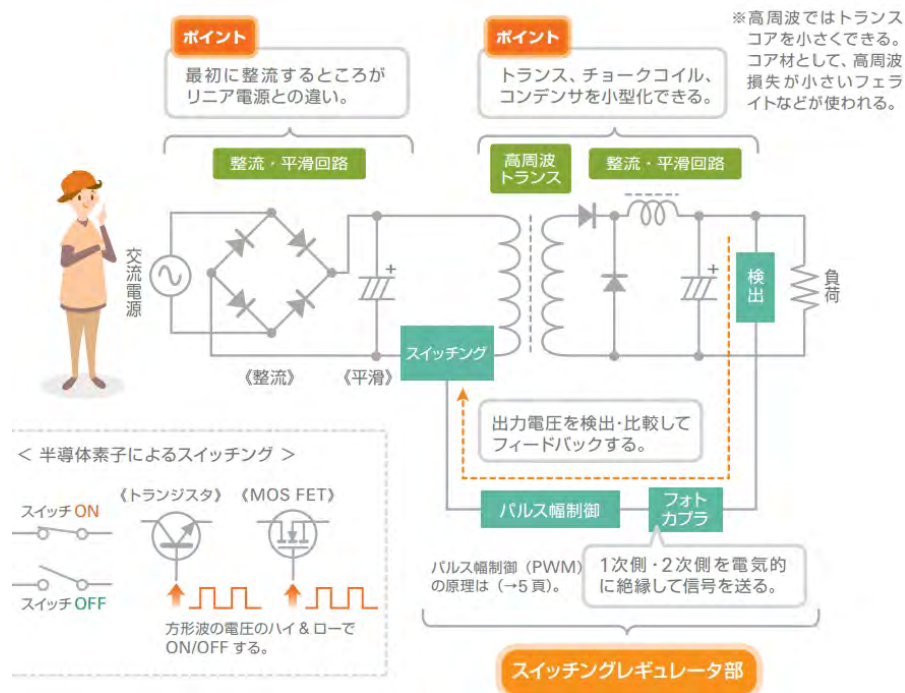 ポイント
最初に整流するところが
リニア電源との違い。
ポイント
トランス、チョークコイル、
コンデンサを小型化できる。
※高周波ではトランス
コアを小さくできる。
コア材として、高周波
損失が小さいフェラ
イトなどが使われる。
整流・平滑回路
高周波
トランス
整流・平滑回路
交流電源
+
+
検出
負荷
スイッチング
《整流》
《平滑》
出力電圧を検出・比較して
フィードバックする。
パルス幅制御
フォト
カプラ
パルス幅制御（PWM）
の原理は（→5頁）。
1次側・2次側を電気的
に絶縁して信号を送る。
スイッチングレギュレータ部
＜ 半導体素子によるスイッチング ＞
《トランジスタ》
《MOS FET》
スイッチON
スイッチOFF
方形波の電圧のハイ＆ローで
ON/OFF する。